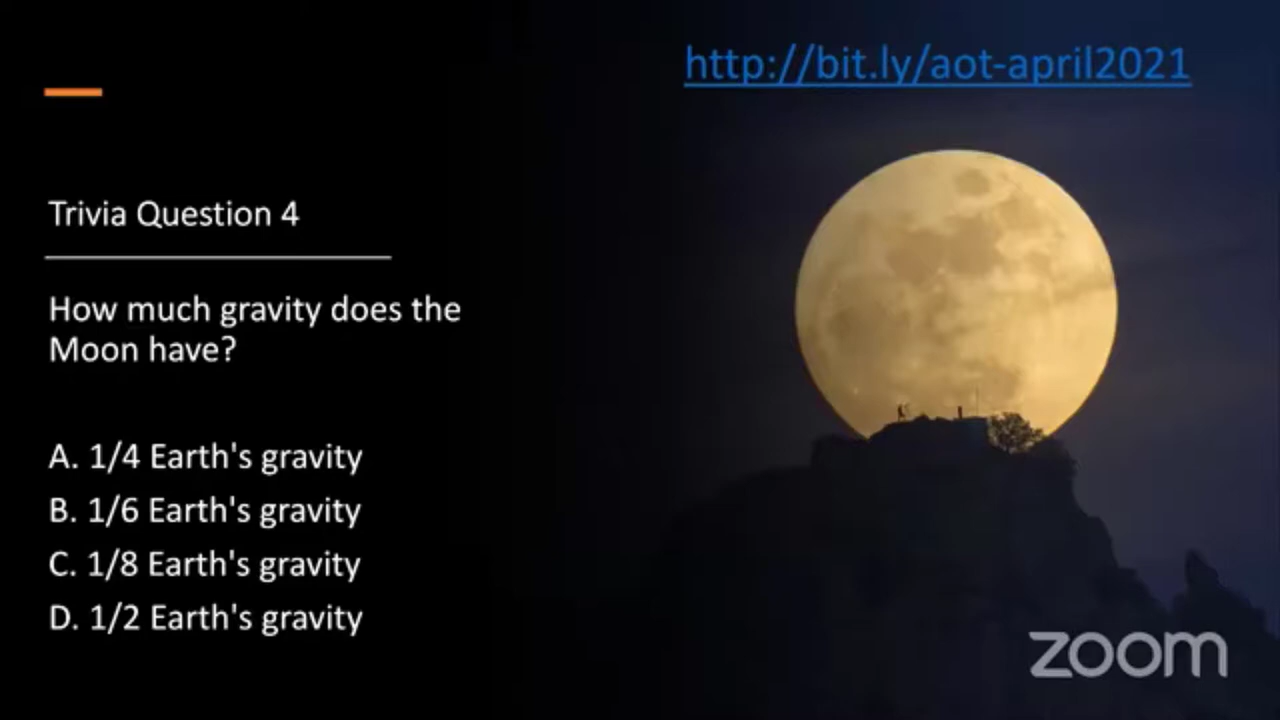 http://bit.ly/aot-april2021
Trivia Question 4
How much gravity does the
Moon have?
A. 1/4 Earth's gravity
B. 1/6 Earth's gravity
C. 1/8 Earth's gravity
D. 1/2 Earth's gravity
zoom